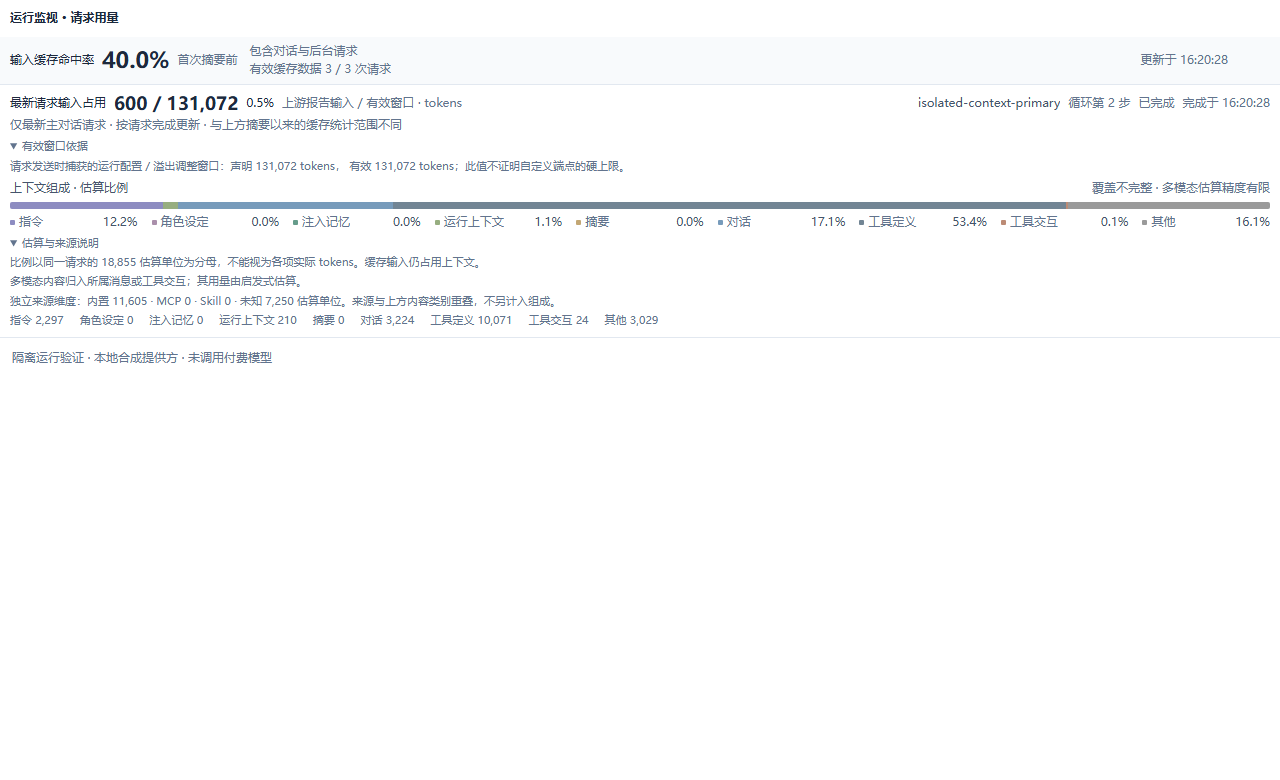 运行监视 · 请求用量
输入缓存命中率 40.0% 首次摘要前 包含对话与后台请求
有效缓存数据 3 / 3 次请求
更新于 16:20:28
最新请求输入占用 600 / 131,072 0.5% 上游报告输入 / 有效窗口 · tokens isolated-context-primary 循环第 2 步 已完成 完成于 16:20:28
仅最新主对话请求 · 按请求完成更新 · 与上方摘要以来的缓存统计范围不同
▼ 有效窗口依据
请求发送时捕获的运行配置 / 溢出调整窗口：声明 131,072 tokens， 有效 131,072 tokens；此值不证明自定义端点的硬上限。
上下文组成 · 估算比例 覆盖不完整 · 多模态估算精度有限
指令 12.2% 角色设定 0.0% 注入记忆 0.0% 运行上下文 1.1% 摘要 0.0% 对话 17.1% 工具定义 53.4% 工具交互 0.1% 其他 16.1%
▼ 估算与来源说明
比例以同一请求的 18,855 估算单位为分母，不能视为各项实际 tokens。缓存输入仍占用上下文。
多模态内容归入所属消息或工具交互；其用量由启发式估算。
独立来源维度：内置 11,605 · MCP 0 · Skill 0 · 未知 7,250 估算单位。来源与上方内容类别重叠，不另计入组成。
指令 2,297 角色设定 0 注入记忆 0 运行上下文 210 摘要 0 对话 3,224 工具定义 10,071 工具交互 24 其他 3,029
隔离运行验证 · 本地合成提供方 · 未调用付费模型